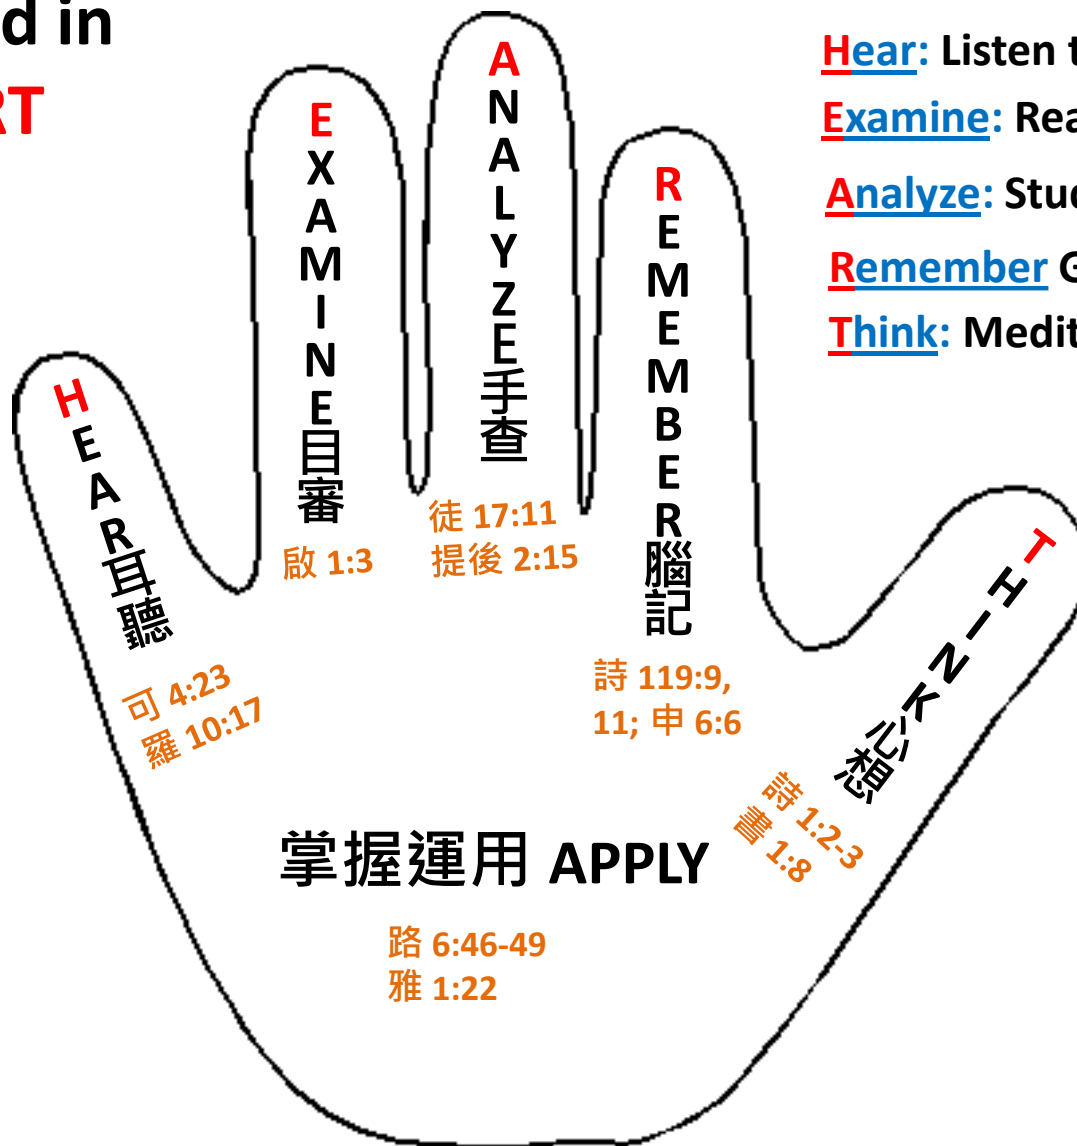 d in
RT
Hear: Listen t
Examine: Rea
Analyze: Stud
Remember G
Think: Medit
HEAR耳聽
可 4:23
羅 10:17
EXAMINE目審
啟 1:3
ANALYZE手查
徒 17:11
提後 2:15
REMEMBER腦記
詩 119:9,
11; 申 6:6
THINK心想
詩 1:2-3
書 1:8
掌握運用 APPLY
路 6:46-49
雅 1:22